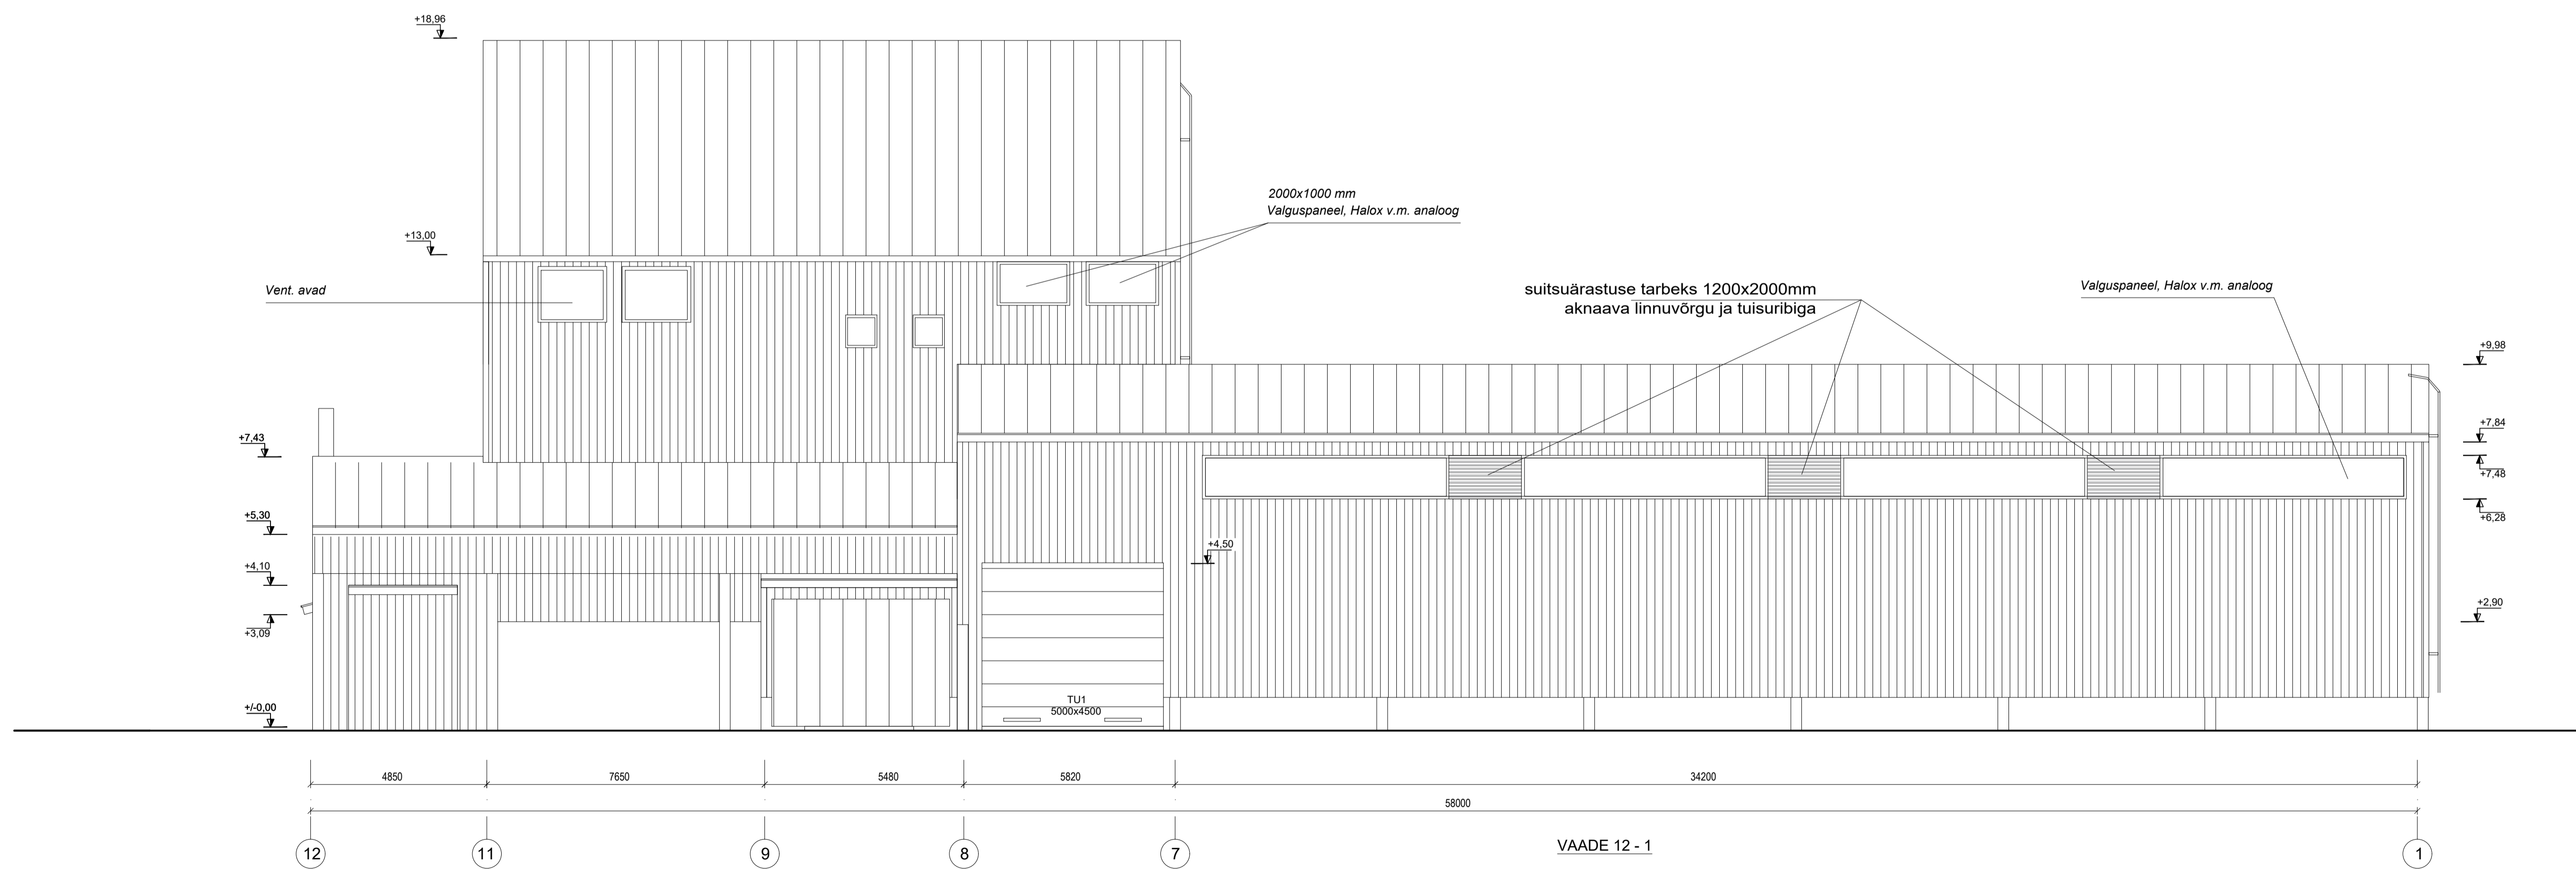 +18,96
2000x1000 mm
Valguspaneel, Halox v.m. analoog
+13,00
Vent. avad
suitsuärastuse tarbeks 1200x2000mm
aknaava linnuvõrgu ja tuisuribiga
Valguspaneel, Halox v.m. analoog
+9,98
+7,84
+7,48
+6,28
+2,90
+7,43
+5,30
+4,10
+3,09
+/-0,00
+4,50
TU1
5000x4500
4850 7650 5480 5820 34200
58000
12 11 9 8 7 1
VAADE 12 - 1